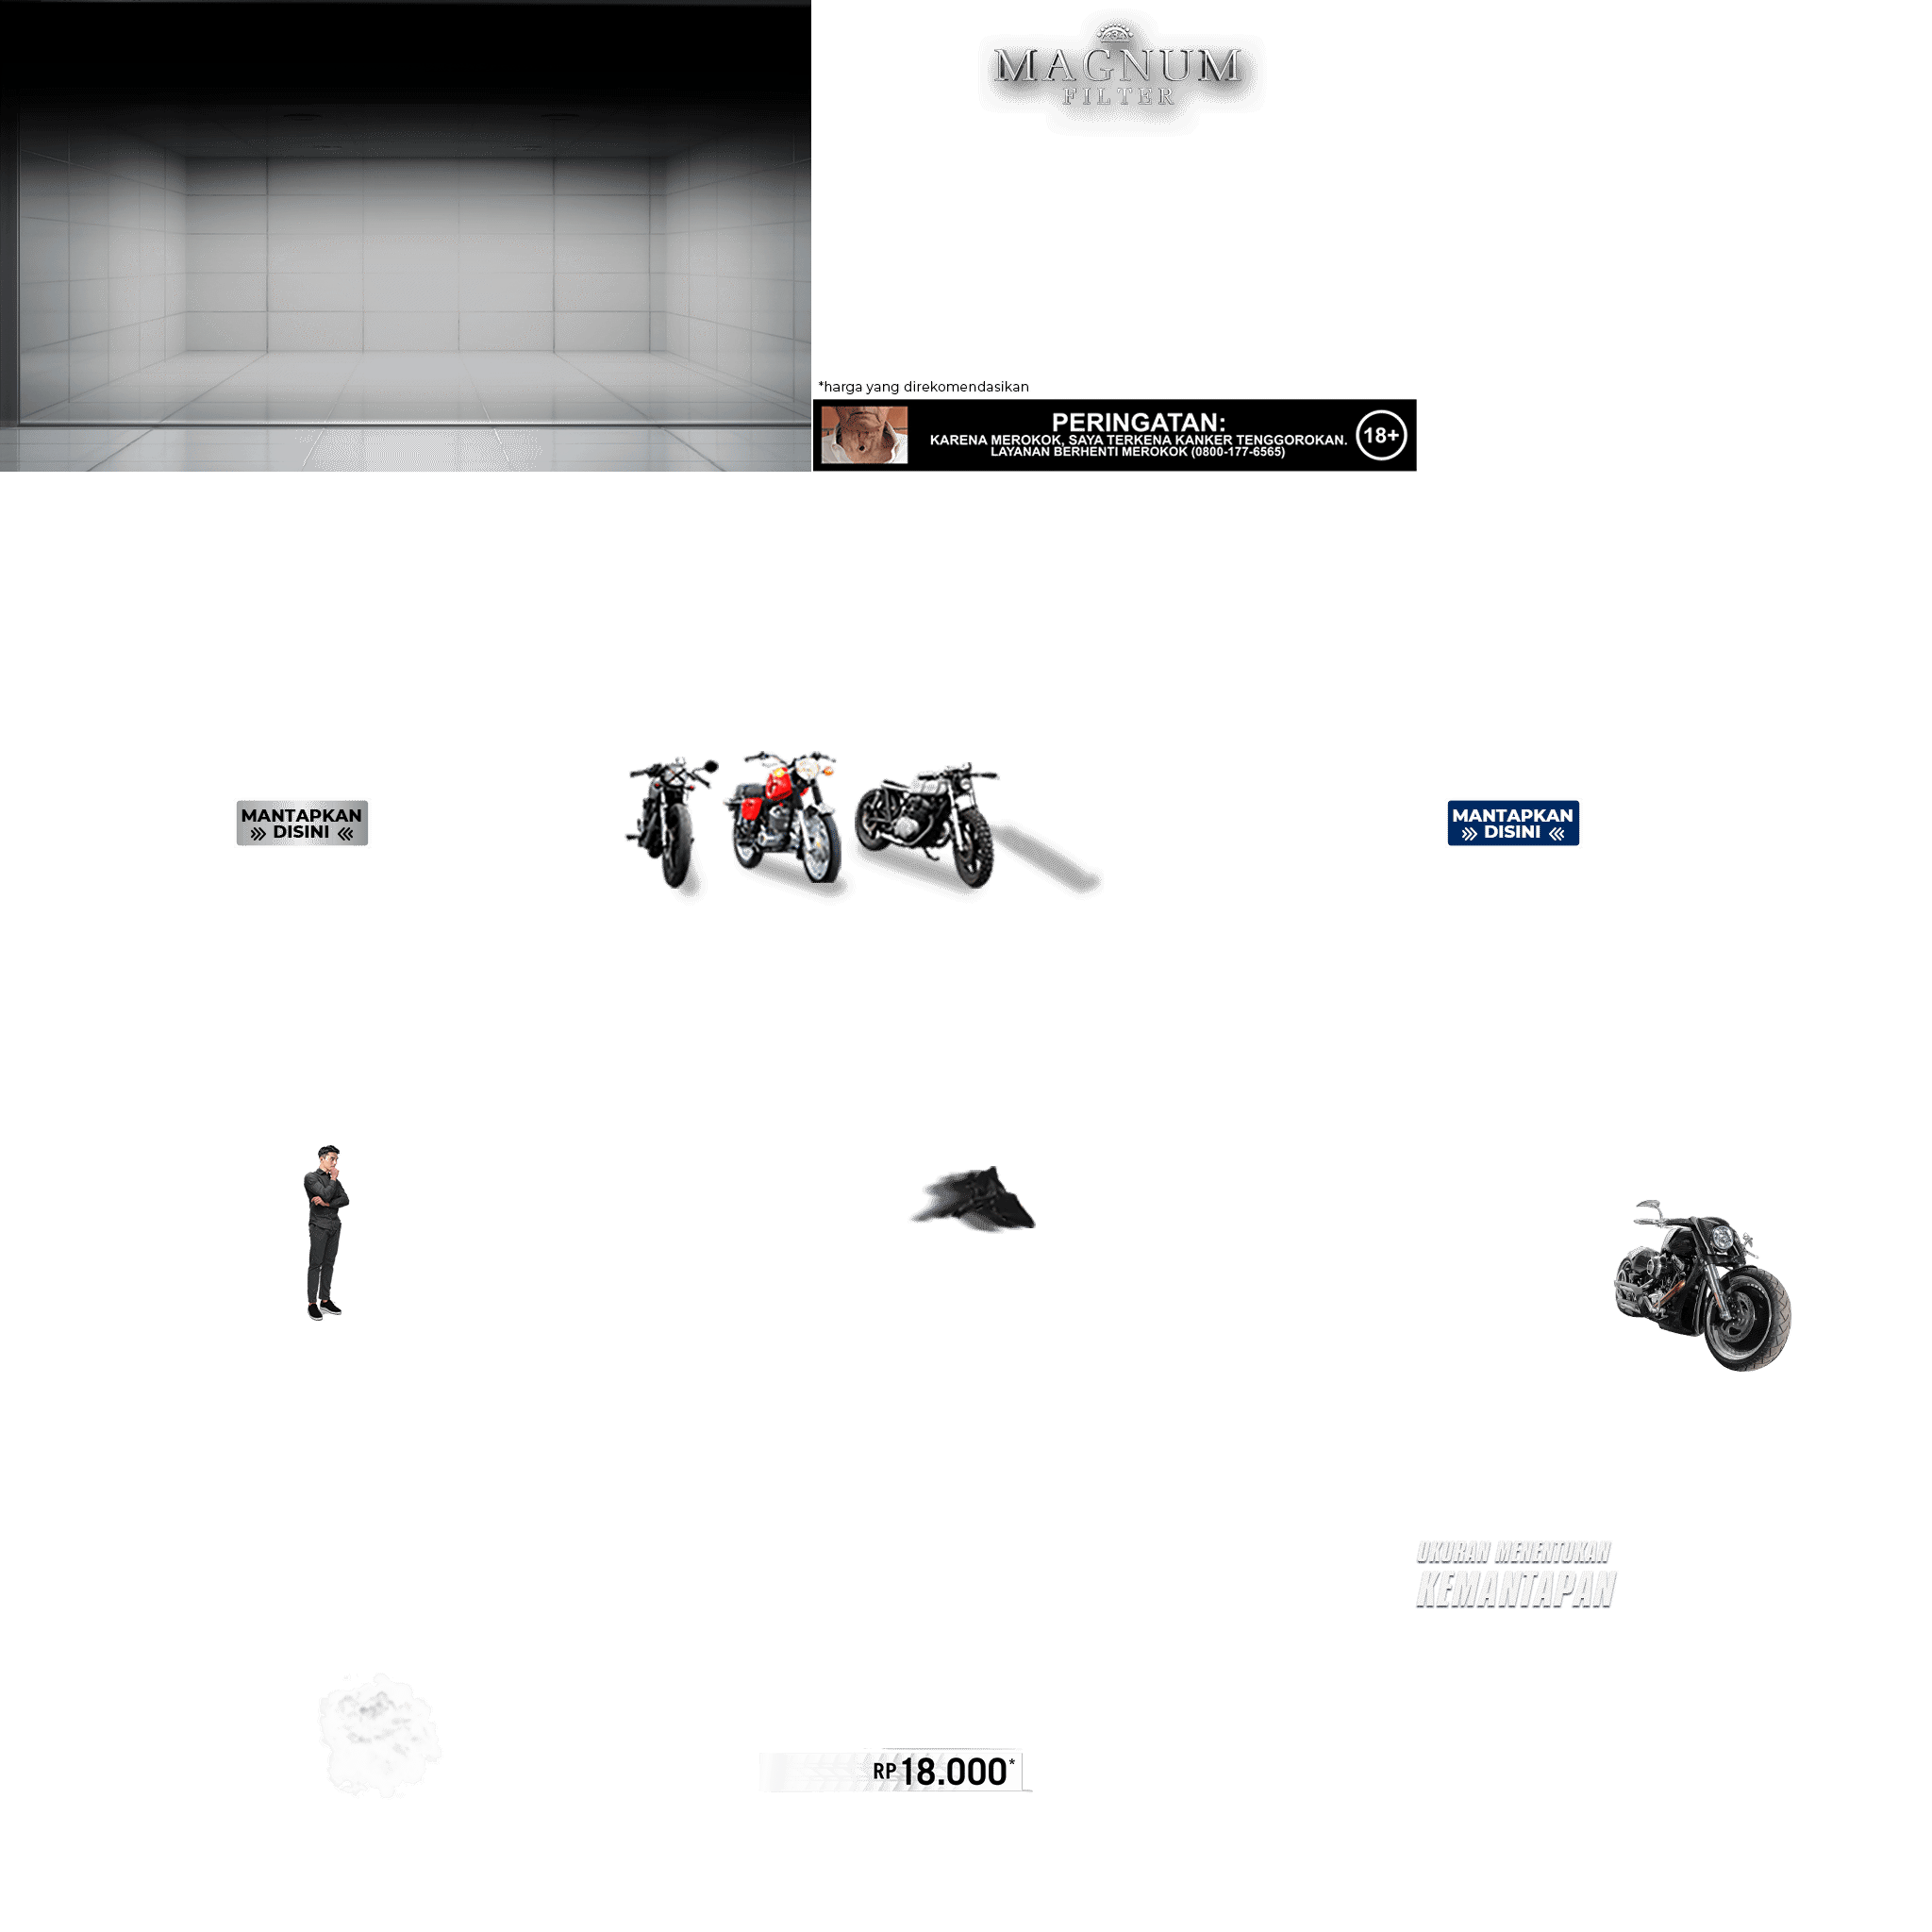 MAGNUM
FILTER
*harga yang direkomendasikan
PERINGATAN:
KARENA MEROKOK, SAYA TERKENA KANKER TENGGOROKAN.
LAYANAN BERHENTI MEROKOK (0800-177-6565)
18+
MANTAPKAN
DISINI
MANTAPKAN
DISINI
UKURAN MENENTUKAN
KEMANTAPAN
RP 18.000*